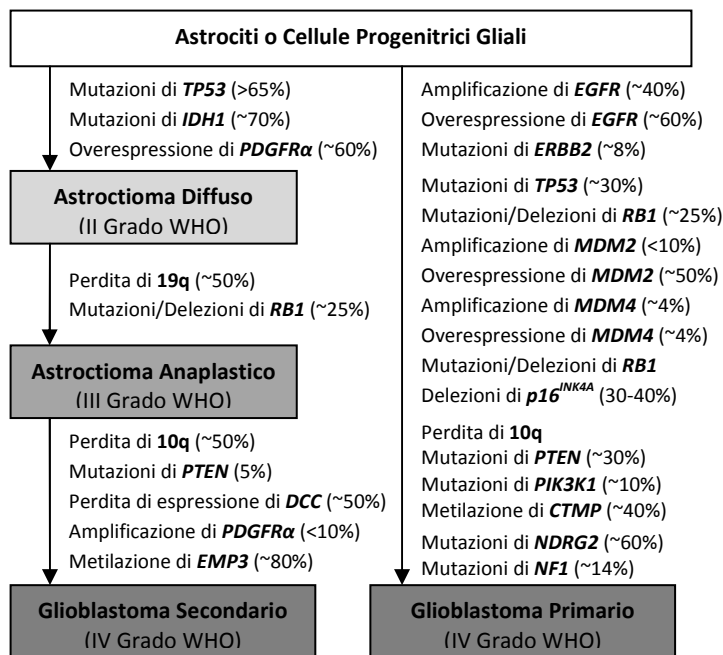 Astrociti o Cellule Progenitrici Gliali
Mutazioni di TP53 (>65%)
Mutazioni di IDH1 (~70%)
Overespressione di PDGFRα (~60%)
Astroctioma Diffuso
(II Grado WHO)
Perdita di 19q (~50%)
Mutazioni/Delezioni di RB1 (~25%)
Astroctioma Anaplastico
(III Grado WHO)
Perdita di 10q (~50%)
Mutazioni di PTEN (5%)
Perdita di espressione di DCC (~50%)
Amplificazione di PDGFRα (<10%)
Metilazione di EMP3 (~80%)
Glioblastoma Secondario
(IV Grado WHO)
Amplificazione di EGFR (~40%)
Overespressione di EGFR (~60%)
Mutazioni di ERBB2 (~8%)
Mutazioni di TP53 (~30%)
Mutazioni/Delezioni di RB1 (~25%)
Amplificazione di MDM2 (<10%)
Overespressione di MDM2 (~50%)
Amplificazione di MDM4 (~4%)
Overespressione di MDM4 (~4%)
Mutazioni/Delezioni di RB1
Delezioni di p16^INK4A (30-40%)
Perdita di 10q
Mutazioni di PTEN (~30%)
Mutazioni di PIK3K1 (~10%)
Metilazione di CTMP (~40%)
Mutazioni di NDRG2 (~60%)
Mutazioni di NF1 (~14%)
Glioblastoma Primario
(IV Grado WHO)